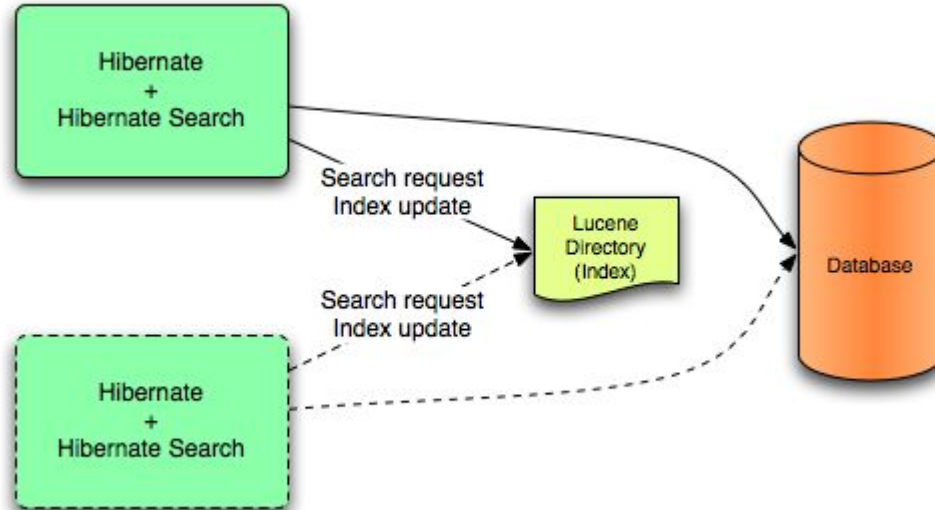 Hibernate
+
Hibernate Search
Search request
Index update
Lucene
Directory
(Index)
Database
Search request
Index update
Hibernate
+
Hibernate Search